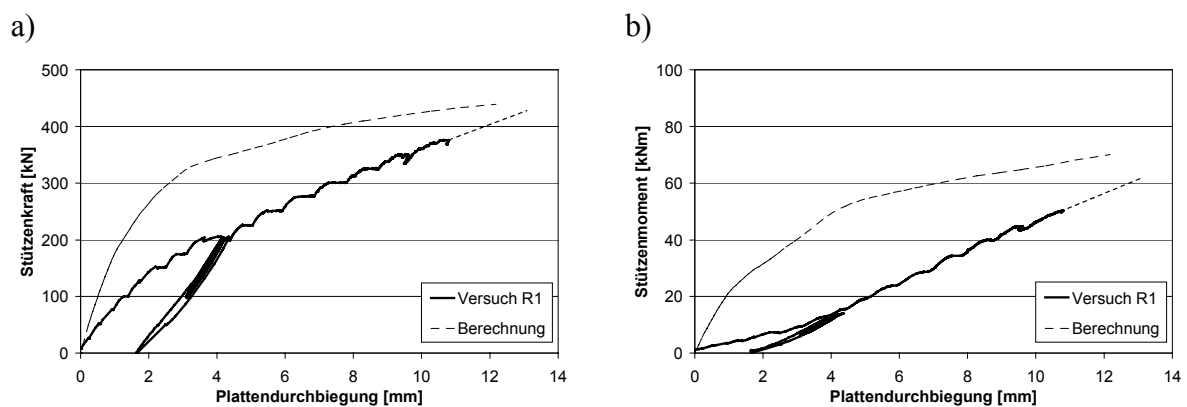 a)
Stützenkraft [kN]
500
400
300
200
100
0
0 2 4 6 8 10 12 14
Plattendurchbiegung [mm]
Versuch R1
Berechnung
b)
Stützenmoment [kNm]
100
80
60
40
20
0
0 2 4 6 8 10 12 14
Plattendurchbiegung [mm]
Versuch R1
Berechnung